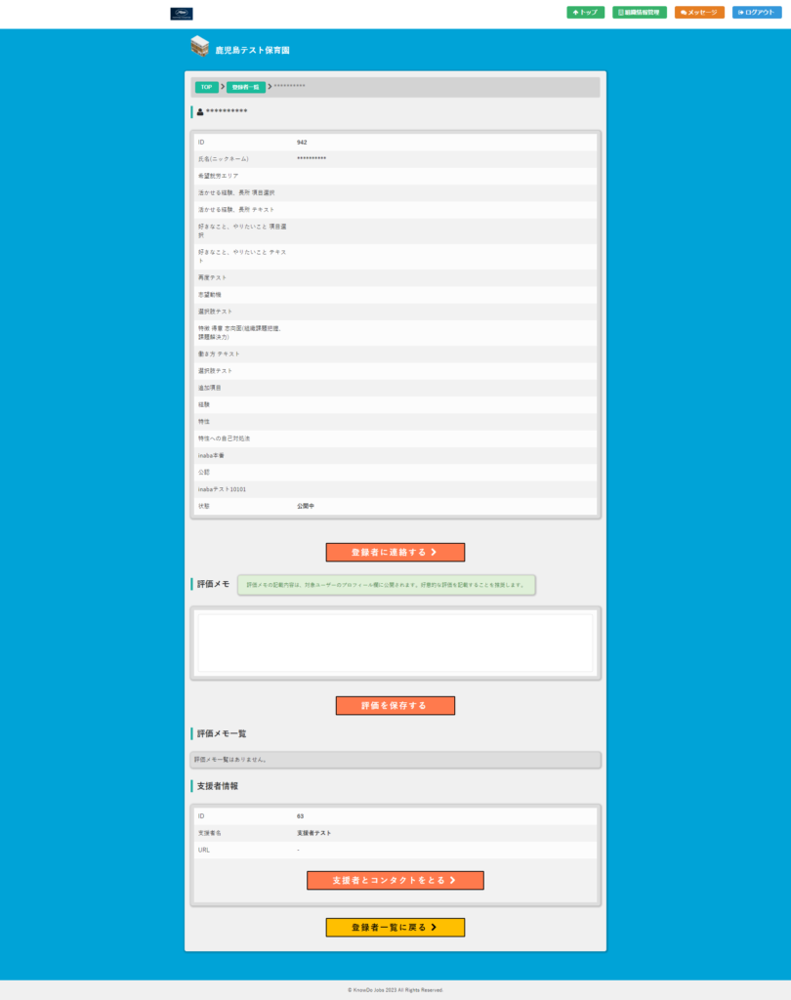 トップ 組織情報管理 メッセージ ログアウト
鹿児島テスト保育園
TOP 登録者一覧 **********
**********
ID 942
氏名(ニックネーム) **********
希望就労エリア
活かせる経験、長所 項目選択
活かせる経験、長所 テキスト
好きなこと、やりたいこと 項目選
択
好きなこと、やりたいこと テキス
ト
再度テスト
志望動機
選択肢テスト
特徴 得意 志向面(組織課題把握、
課題解決力)
働き方 テキスト
選択肢テスト
追加項目
経験
特性
特性への自己対処法
inaba本番
公認
inabaテスト10101
状態 公開中
登録者に連絡する
評価メモ 評価メモの記載内容は、対象ユーザーのプロフィール欄に公開されます。好意的な評価を記載することを推奨します。
評価を保存する
評価メモ一覧
評価メモ一覧はありません。
支援者情報
ID 63
支援者名 支援者テスト
URL -
支援者とコンタクトをとる
登録者一覧に戻る
© KnowDo Jobs 2023 All Rights Reserved.